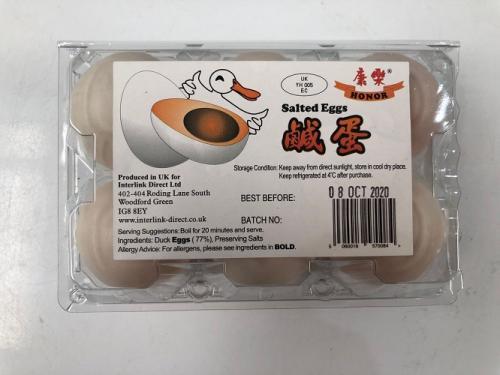 UK
TH 005
EC
康樂®
HONOR
Salted Eggs
鹹蛋
Storage Condition: Keep away from direct sunlight, store in cool dry place.
Keep refrigerated at 4°C after purchase.
Produced in UK for
Interlink Direct Ltd
402-404 Roding Lane South
Woodford Green
IG8 8EY
www.interlink-direct.co.uk
BEST BEFORE: 08 OCT 2020
BATCH NO:
Serving Suggestions: Boil for 20 minutes and serve.
Ingredients: Duck Eggs (77%), Preserving Salts
Allergy Advice: For allergens, please see ingredients in BOLD.